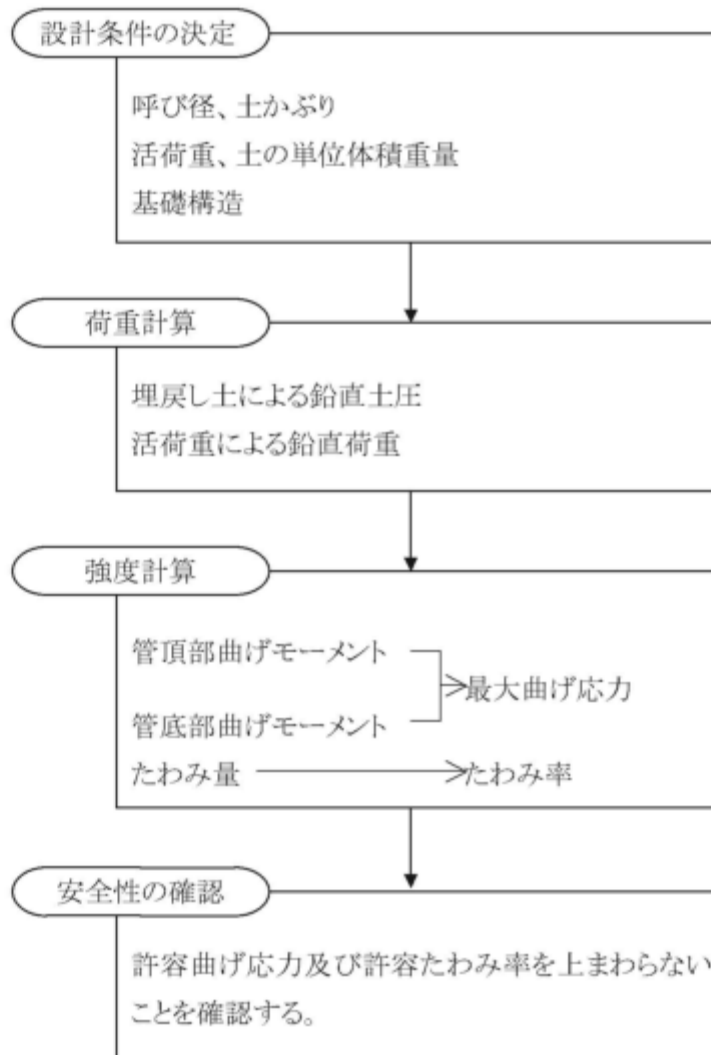 設計条件の決定
呼び径、土かぶり
活荷重、土の単位体積重量
基礎構造
荷重計算
埋戻し土による鉛直土圧
活荷重による鉛直荷重
強度計算
管頂部曲げモーメント
最大曲げ応力
管底部曲げモーメント
たわみ量
たわみ率
安全性の確認
許容曲げ応力及び許容たわみ率を上まわらない
ことを確認する。